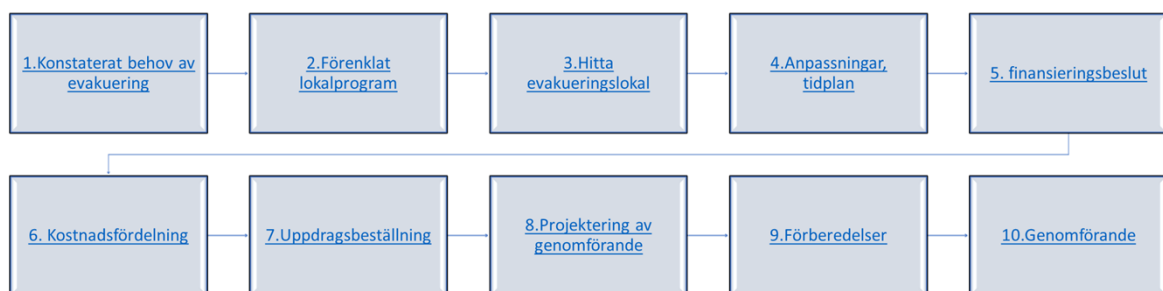 1.Konstaterat behov av
evakuering
2.Förenklat
lokalprogram
3.Hitta
evakueringslokal
4.Anpassningar,
tidplan
5. finansieringsbeslut
6. Kostnadsfördelning
7.Uppdragsbeställning
8.Projektering av
genomförande
9.Förberedelser
10.Genomförande